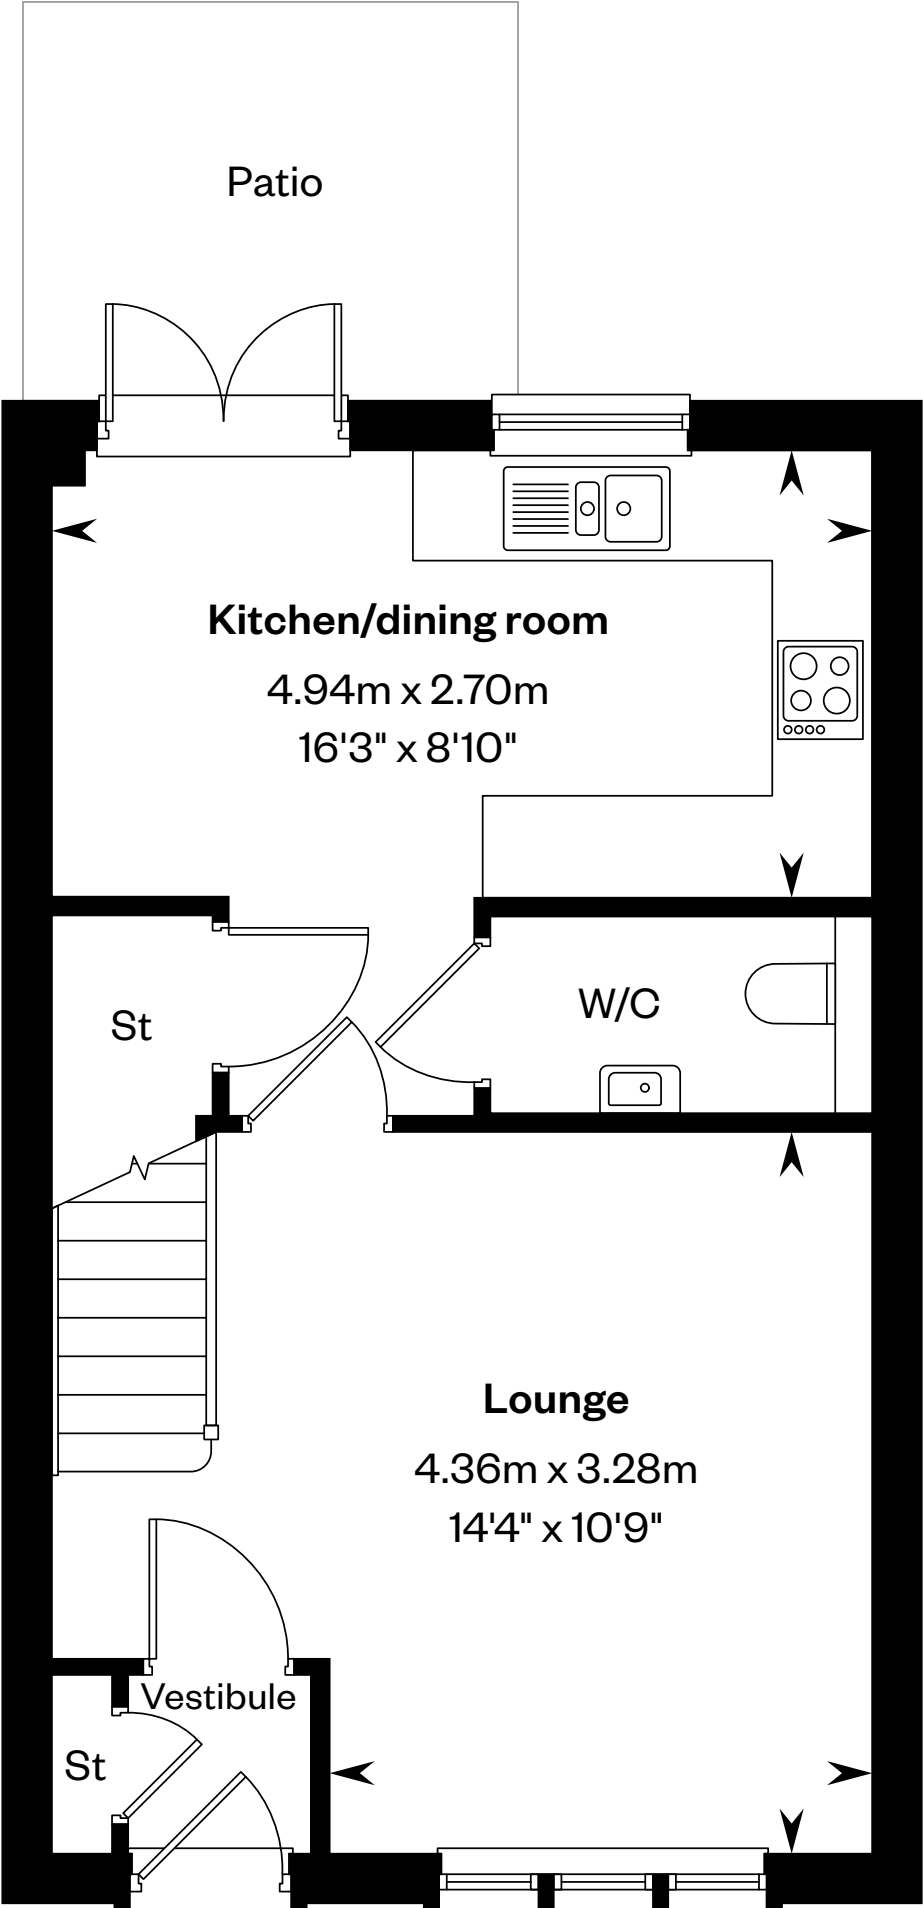 Patio
Kitchen/dining room
4.94m x 2.70m
16'3" x 8'10"
St
W/C
Lounge
4.36m x 3.28m
14'4" x 10'9"
Vestibule
St